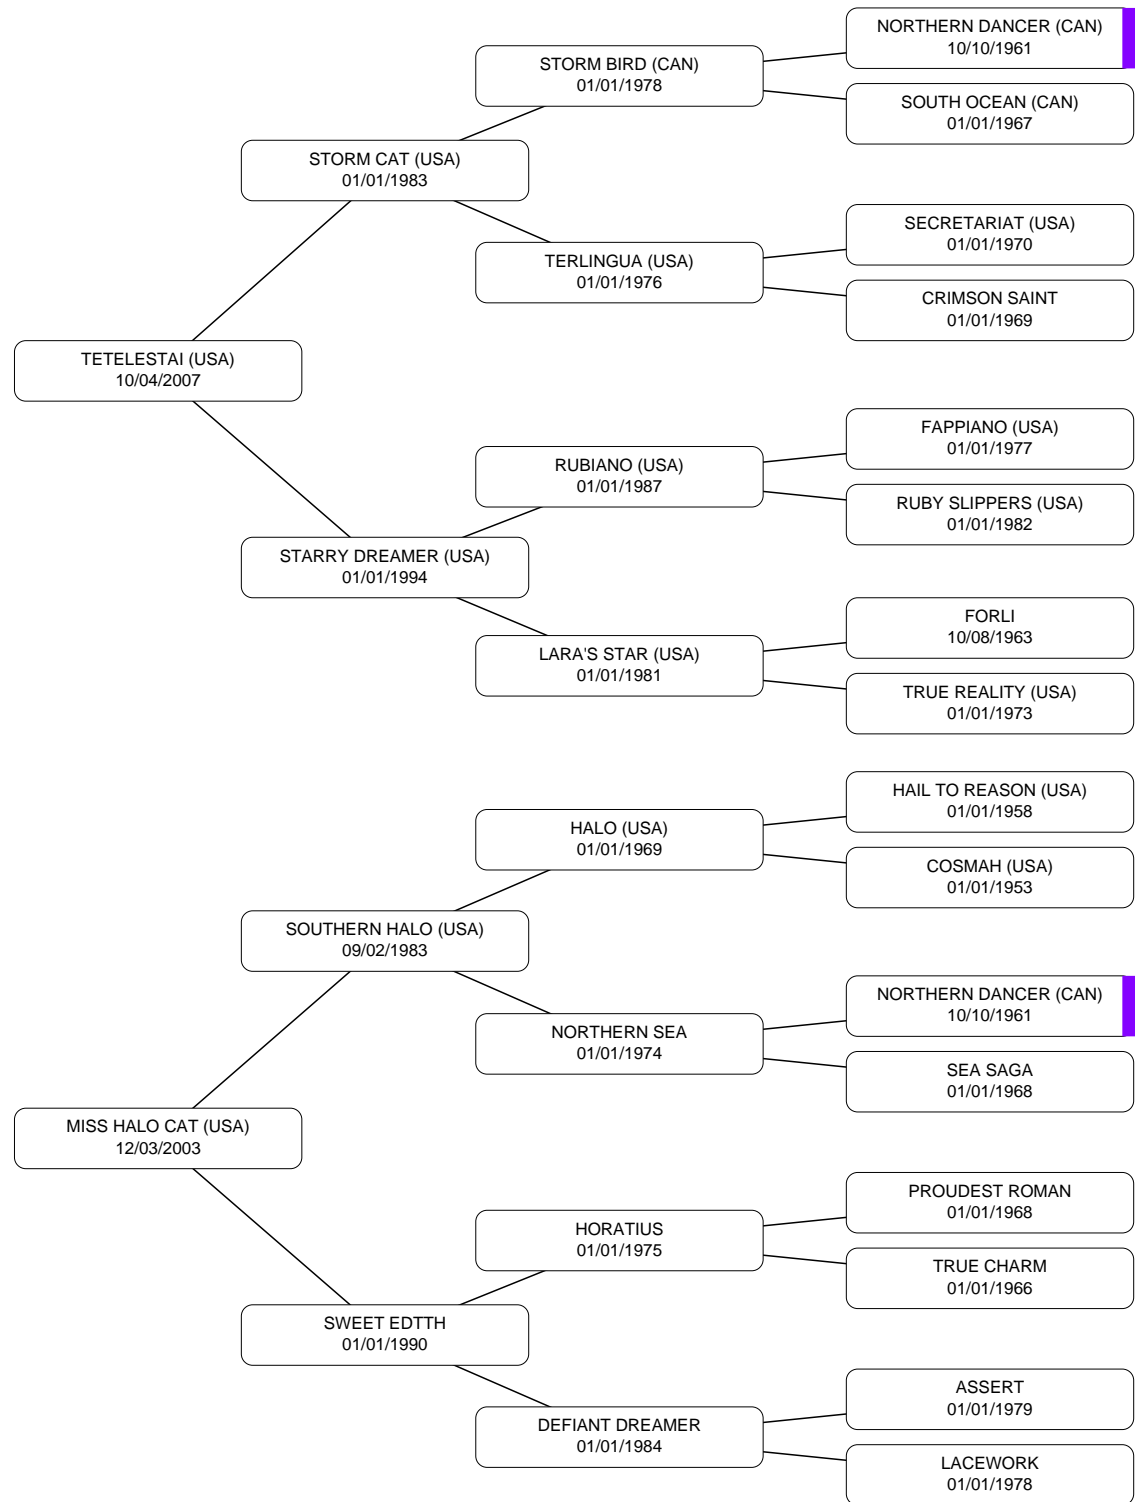 NORTHERN DANCER (CAN)
10/10/1961
STORM BIRD (CAN)
01/01/1978
SOUTH OCEAN (CAN)
01/01/1967
STORM CAT (USA)
01/01/1983
SECRETARIAT (USA)
01/01/1970
TERLINGUA (USA)
01/01/1976
CRIMSON SAINT
01/01/1969
TETELESTAI (USA)
10/04/2007
FAPPIANO (USA)
01/01/1977
RUBIANO (USA)
01/01/1987
RUBY SLIPPERS (USA)
01/01/1982
STARRY DREAMER (USA)
01/01/1994
FORLI
10/08/1963
LARA'S STAR (USA)
01/01/1981
TRUE REALITY (USA)
01/01/1973
HAIL TO REASON (USA)
01/01/1958
HALO (USA)
01/01/1969
COSMAH (USA)
01/01/1953
SOUTHERN HALO (USA)
09/02/1983
NORTHERN DANCER (CAN)
10/10/1961
NORTHERN SEA
01/01/1974
SEA SAGA
01/01/1968
MISS HALO CAT (USA)
12/03/2003
PROUDEST ROMAN
01/01/1968
HORATIUS
01/01/1975
TRUE CHARM
01/01/1966
SWEET EDTTH
01/01/1990
ASSERT
01/01/1979
DEFIANT DREAMER
01/01/1984
LACEWORK
01/01/1978